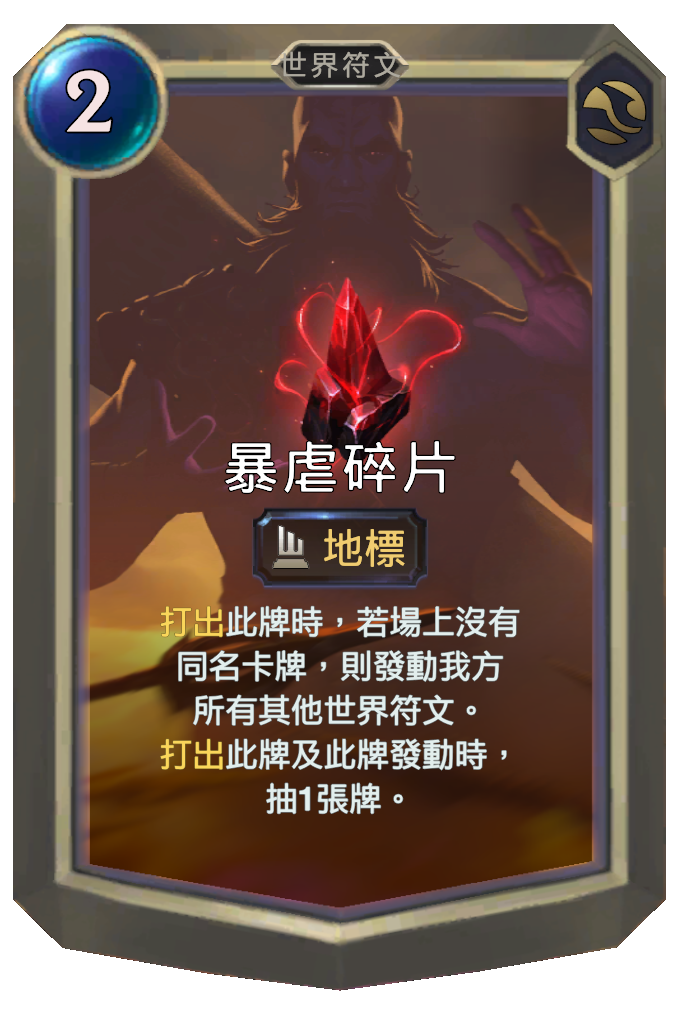 2
世界符文
暴虐碎片
地標
打出此牌時，若場上沒有
同名卡牌，則發動我方
所有其他世界符文。
打出此牌及此牌發動時，
抽1張牌。